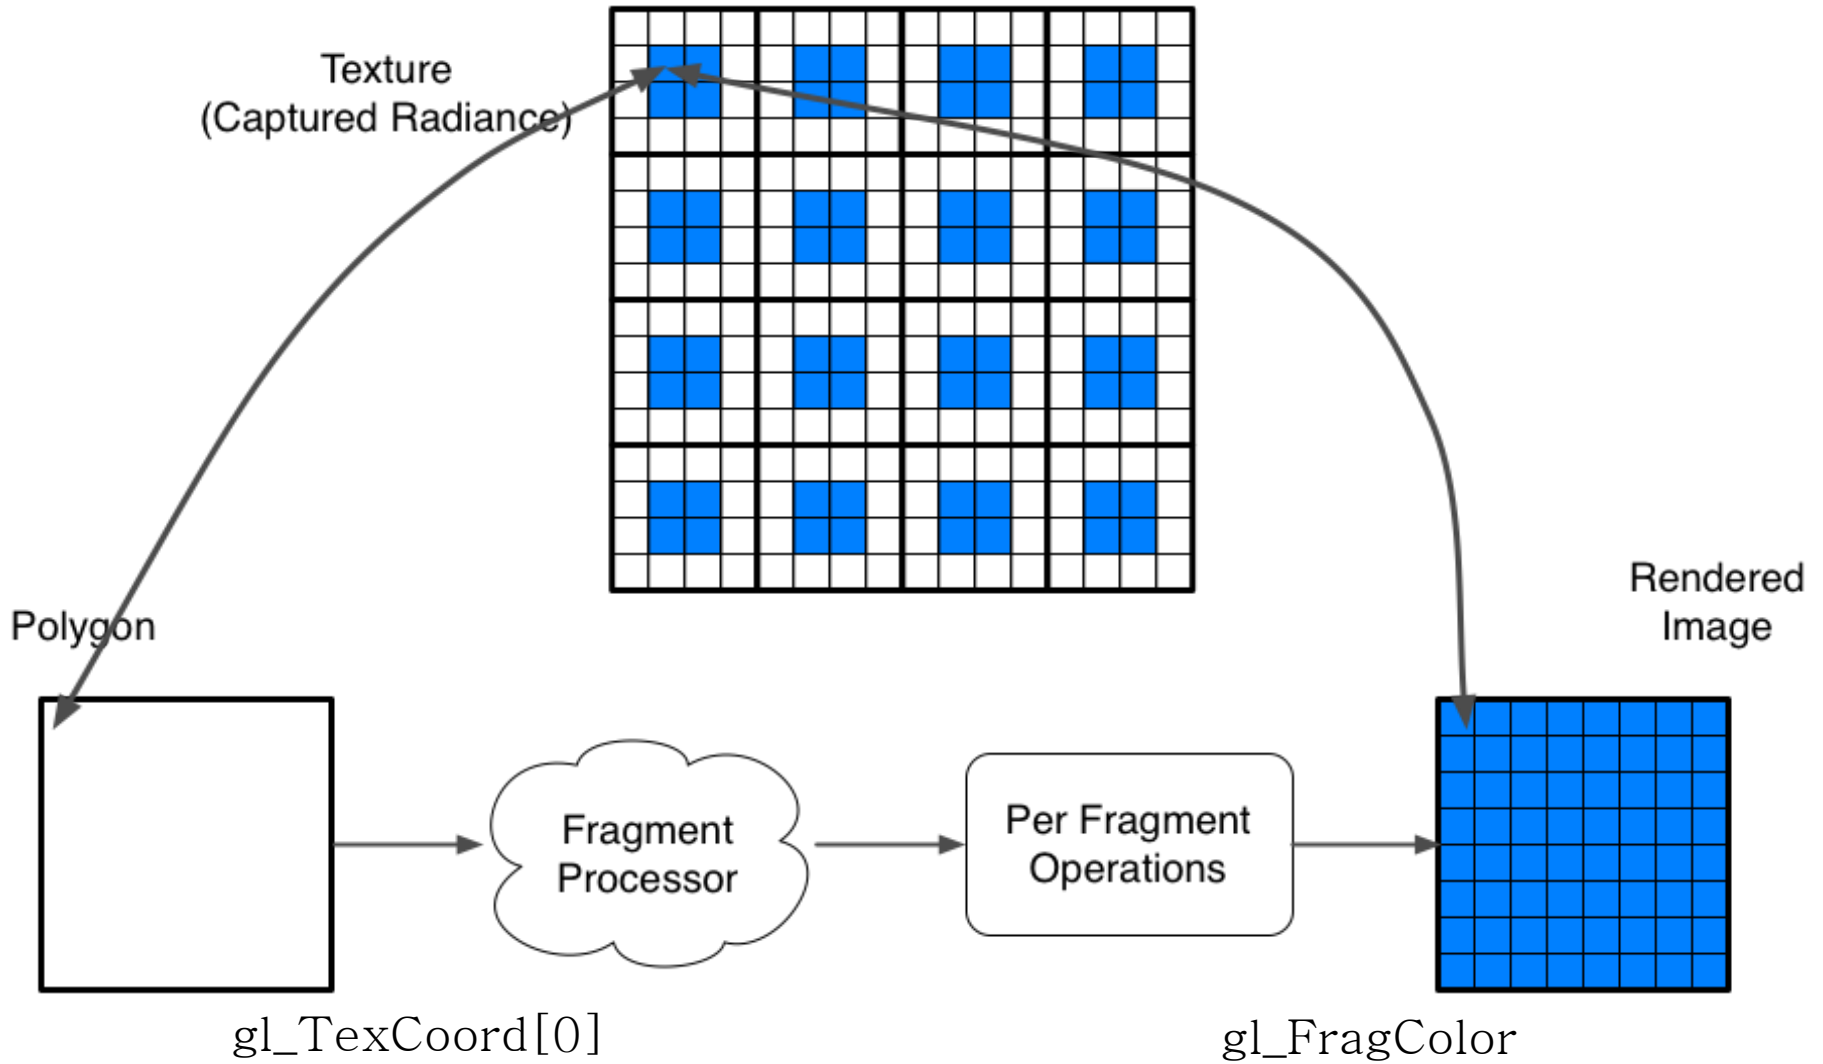 Texture
(Captured Radiance)
Polygon
Rendered
Image
Fragment
Processor
Per Fragment
Operations
gl_TexCoord[0]
gl_FragColor